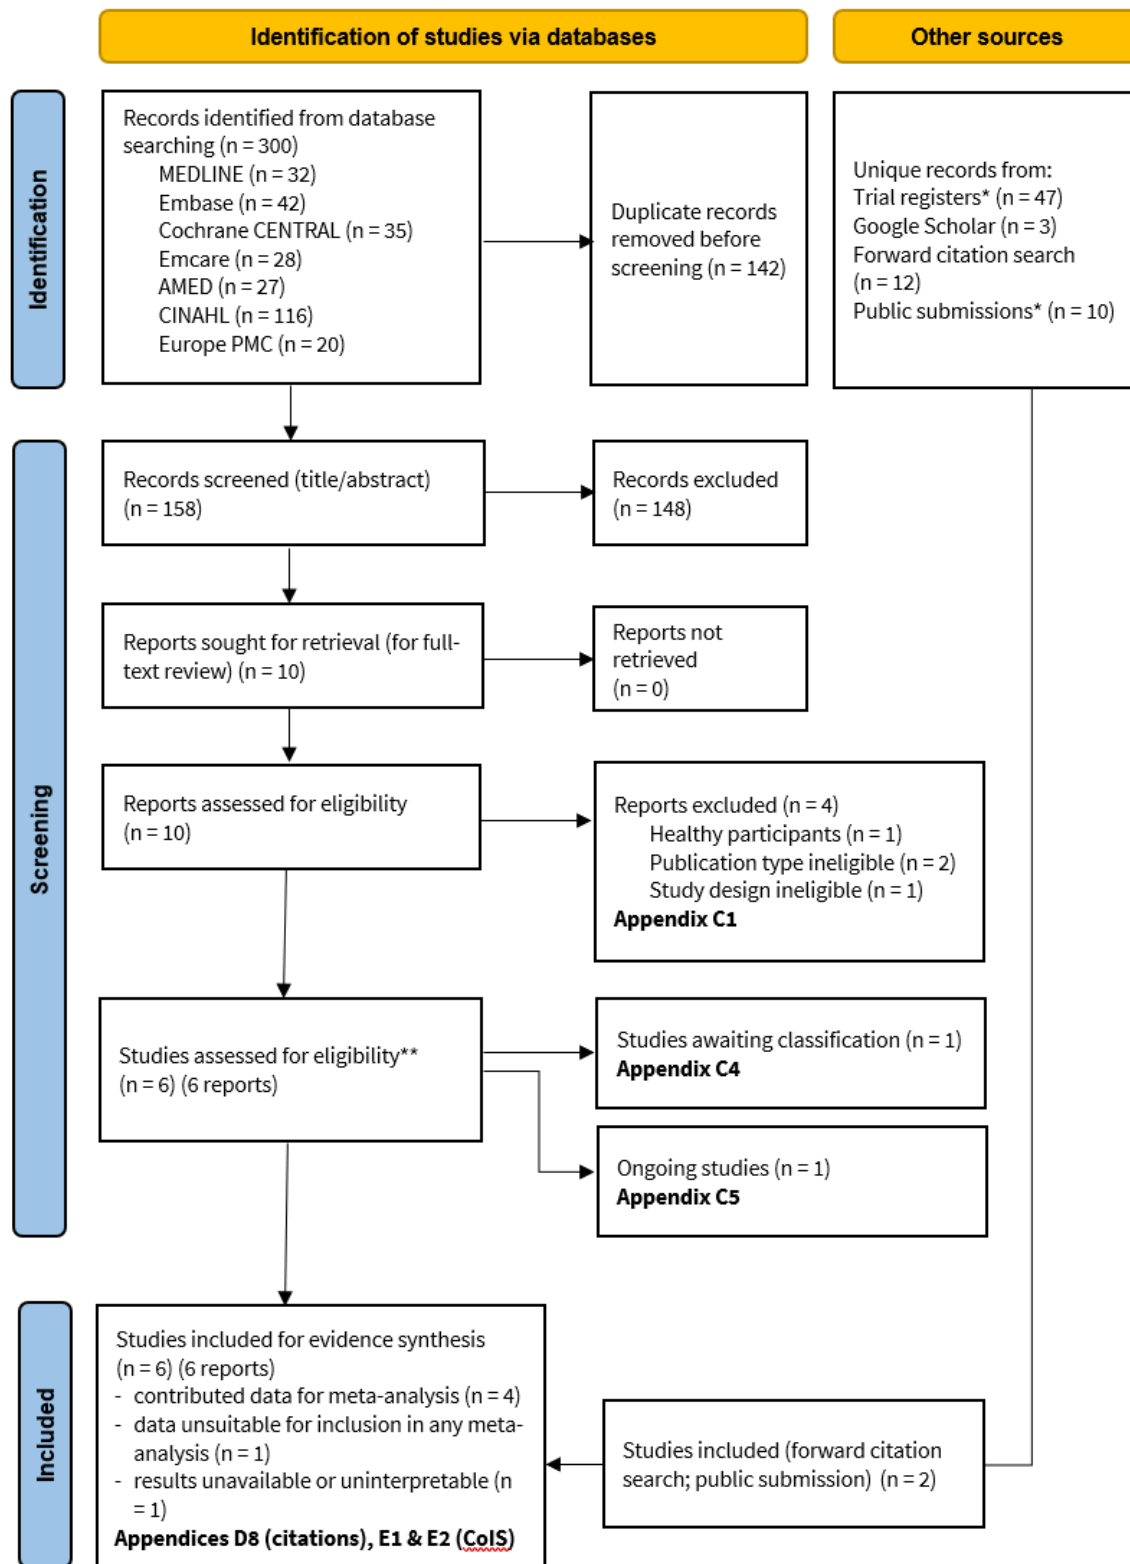 Identification of studies via databases
Other sources
Identification
Records identified from database
searching (n = 300)
MEDLINE (n = 32)
Embase (n = 42)
Cochrane CENTRAL (n = 35)
Emcare (n = 28)
AMED (n = 27)
CINAHL (n = 116)
Europe PMC (n = 20)
Duplicate records
removed before
screening (n = 142)
Unique records from:
Trial registers* (n = 47)
Google Scholar (n = 3)
Forward citation search
(n = 12)
Public submissions* (n = 10)
Screening
Records screened (title/abstract)
(n = 158)
Records excluded
(n = 148)
Reports sought for retrieval (for full-
text review) (n = 10)
Reports not
retrieved
(n = 0)
Reports assessed for eligibility
(n = 10)
Reports excluded (n = 4)
Healthy participants (n = 1)
Publication type ineligible (n = 2)
Study design ineligible (n = 1)
Appendix C1
Studies assessed for eligibility**
(n = 6) (6 reports)
Studies awaiting classification (n = 1)
Appendix C4
Ongoing studies (n = 1)
Appendix C5
Included
Studies included for evidence synthesis
(n = 6) (6 reports)
- contributed data for meta-analysis (n = 4)
- data unsuitable for inclusion in any meta-
analysis (n = 1)
- results unavailable or uninterpretable (n
= 1)
Appendices D8 (citations), E1 & E2 (CoIS)
Studies included (forward citation
search; public submission) (n = 2)